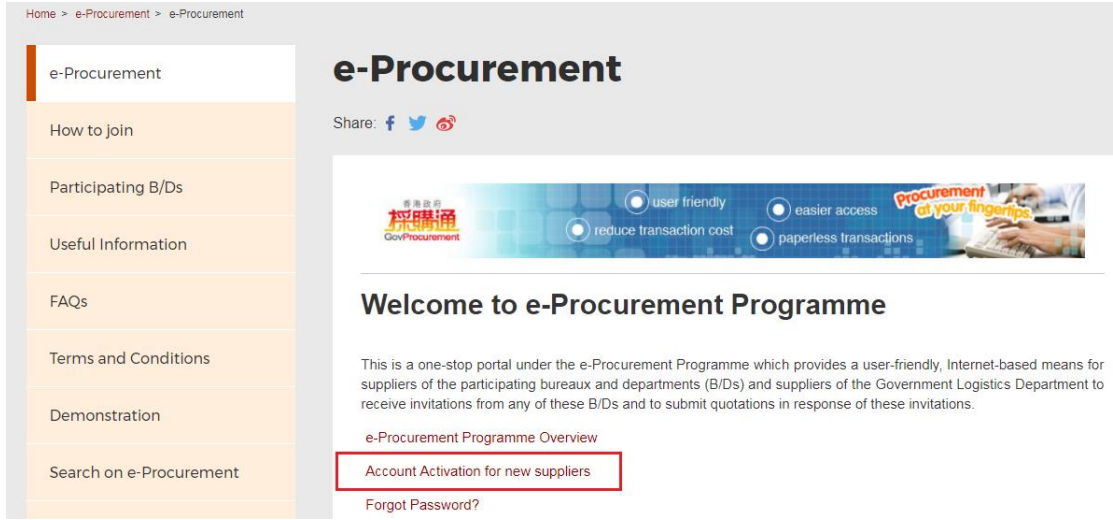 Home > e-Procurement > e-Procurement
e-Procurement
How to join
Participating B/Ds
Useful Information
FAQs
Terms and Conditions
Demonstration
Search on e-Procurement
e-Procurement
Share:
香港政府
採購通
GovProcurement
user friendly
easier access
reduce transaction cost
paperless transactions
Procurement
at your fingertips
Welcome to e-Procurement Programme
This is a one-stop portal under the e-Procurement Programme which provides a user-friendly, Internet-based means for
suppliers of the participating bureaux and departments (B/Ds) and suppliers of the Government Logistics Department to
receive invitations from any of these B/Ds and to submit quotations in response of these invitations.
e-Procurement Programme Overview
Account Activation for new suppliers
Forgot Password?